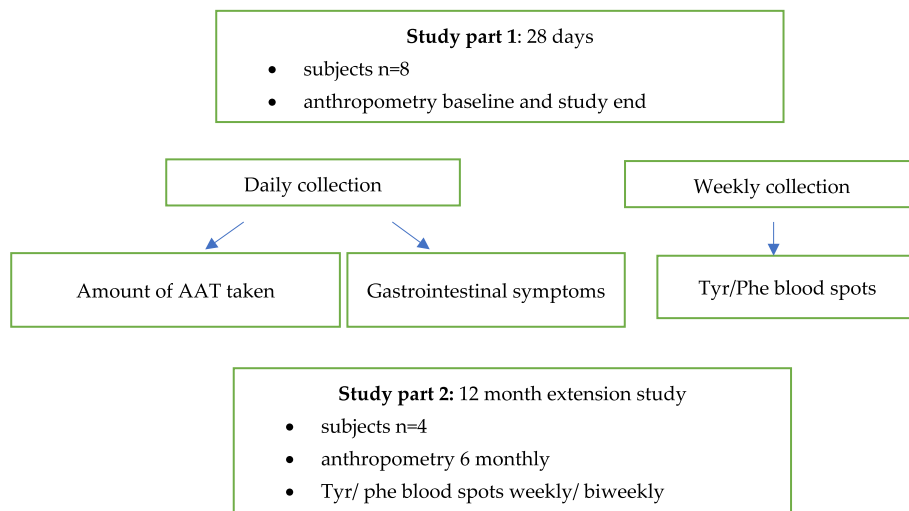 Study part 1: 28 days
• subjects n=8
• anthropometry baseline and study end
Daily collection
Weekly collection
Amount of AAT taken
Gastrointestinal symptoms
Tyr/Phe blood spots
Study part 2: 12 month extension study
• subjects n=4
• anthropometry 6 monthly
• Tyr/ phe blood spots weekly/ biweekly